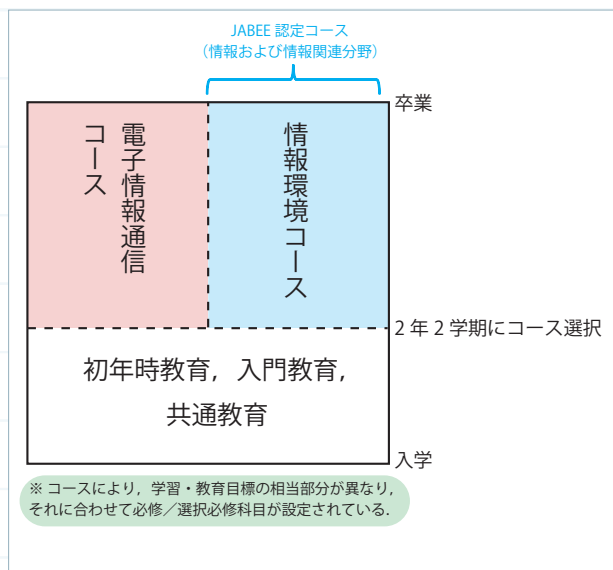 JABEE 認定コース
（情報および情報関連分野）
卒業
電子情報通信
コース
情報環境コース
2 年 2 学期にコース選択
初年時教育，入門教育，
共通教育
入学
※ コースにより，学習・教育目標の相当部分が異なり，
それに合わせて必修／選択必修科目が設定されている．